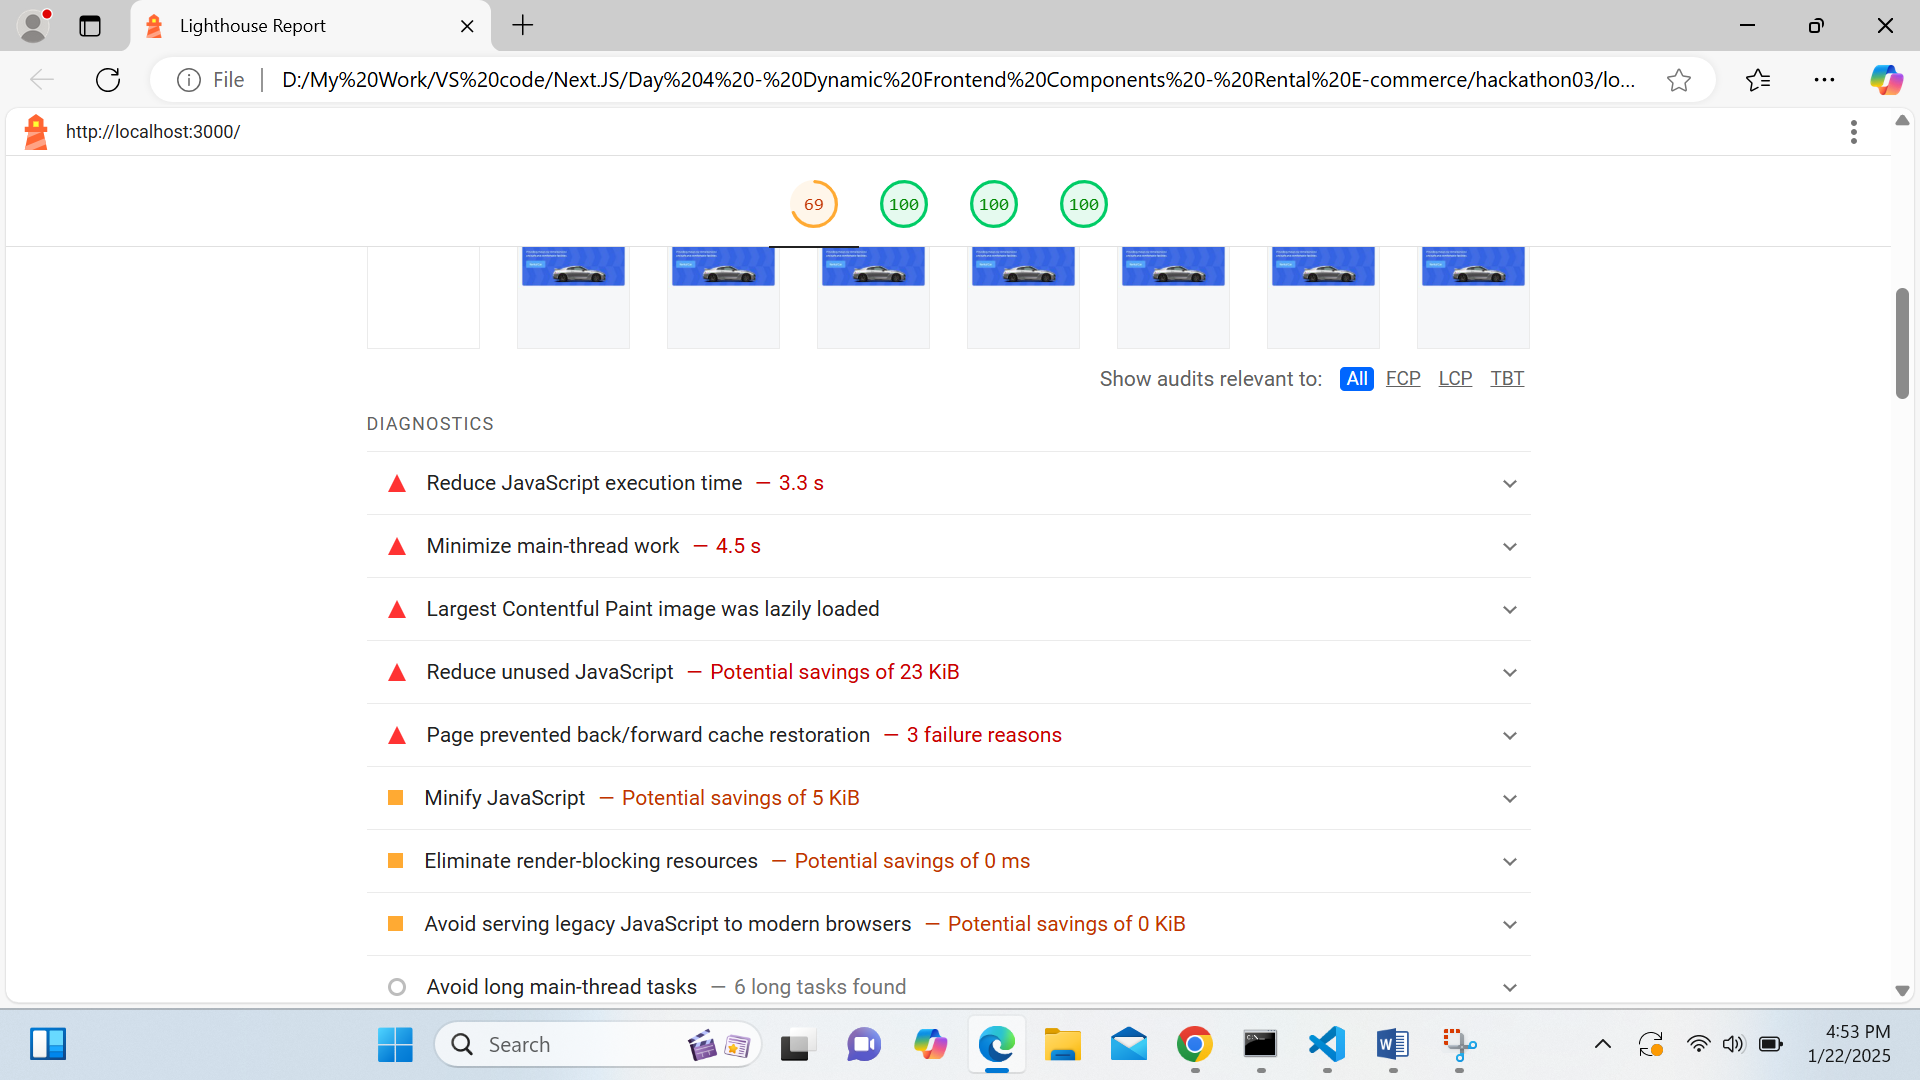 Lighthouse Report
File
D:/My%20Work/VS%20code/Next.JS/Day%204%20-%20Dynamic%20Frontend%20Components%20-%20Rental%20E-commerce/hackathon03/lo...
http://localhost:3000/
69 100 100 100
Show audits relevant to: All FCP LCP TBT
DIAGNOSTICS
Reduce JavaScript execution time — 3.3 s
Minimize main-thread work — 4.5 s
Largest Contentful Paint image was lazily loaded
Reduce unused JavaScript — Potential savings of 23 KiB
Page prevented back/forward cache restoration — 3 failure reasons
Minify JavaScript — Potential savings of 5 KiB
Eliminate render-blocking resources — Potential savings of 0 ms
Avoid serving legacy JavaScript to modern browsers — Potential savings of 0 KiB
Avoid long main-thread tasks — 6 long tasks found
Search
4:53 PM
1/22/2025